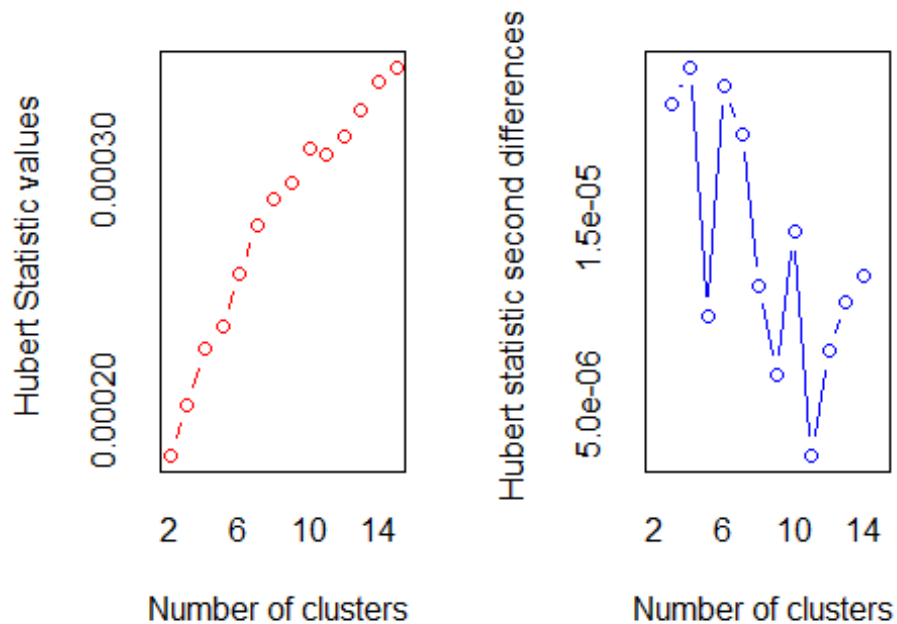 Hubert Statistic values
0.00020 0.00030
2 6 10 14
Number of clusters
Hubert statistic second differences
5.0e-06 1.5e-05
2 6 10 14
Number of clusters